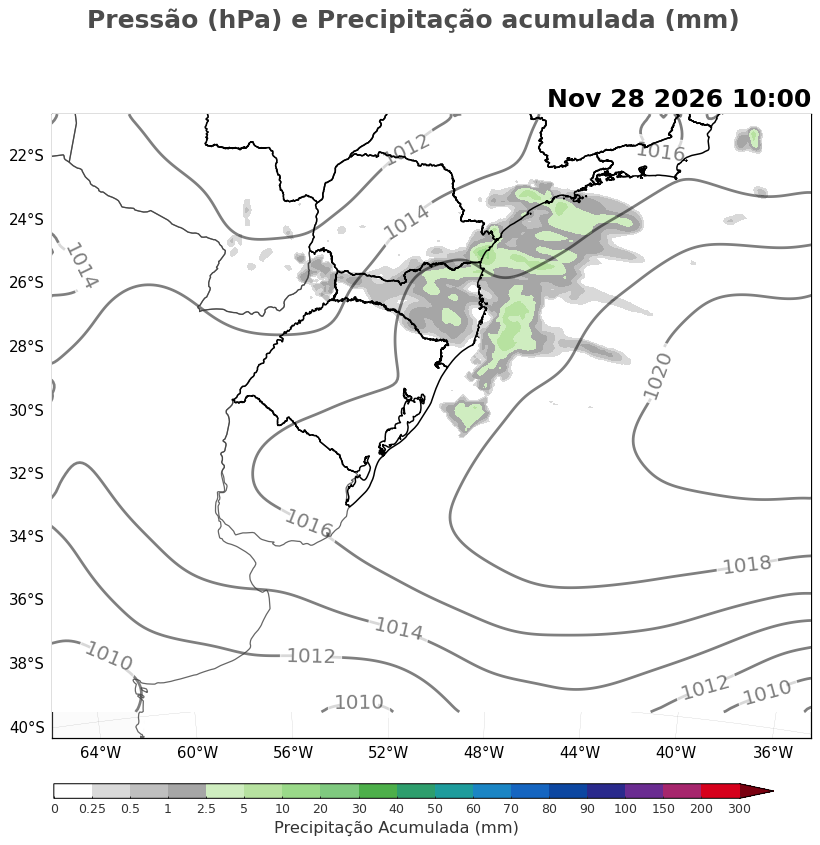 Pressão (hPa) e Precipitação acumulada (mm)
Nov 28 2026 10:00
1012
1016
1014
1014
1020
1016
1018
1014
1012
1010
1010
1012
1010
22°S
24°S
26°S
28°S
30°S
32°S
34°S
36°S
38°S
40°S
64°W 60°W 56°W 52°W 48°W 44°W 40°W 36°W
0 0.25 0.5 1 2.5 5 10 20 30 40 50 60 70 80 90 100 150 200 300
Precipitação Acumulada (mm)